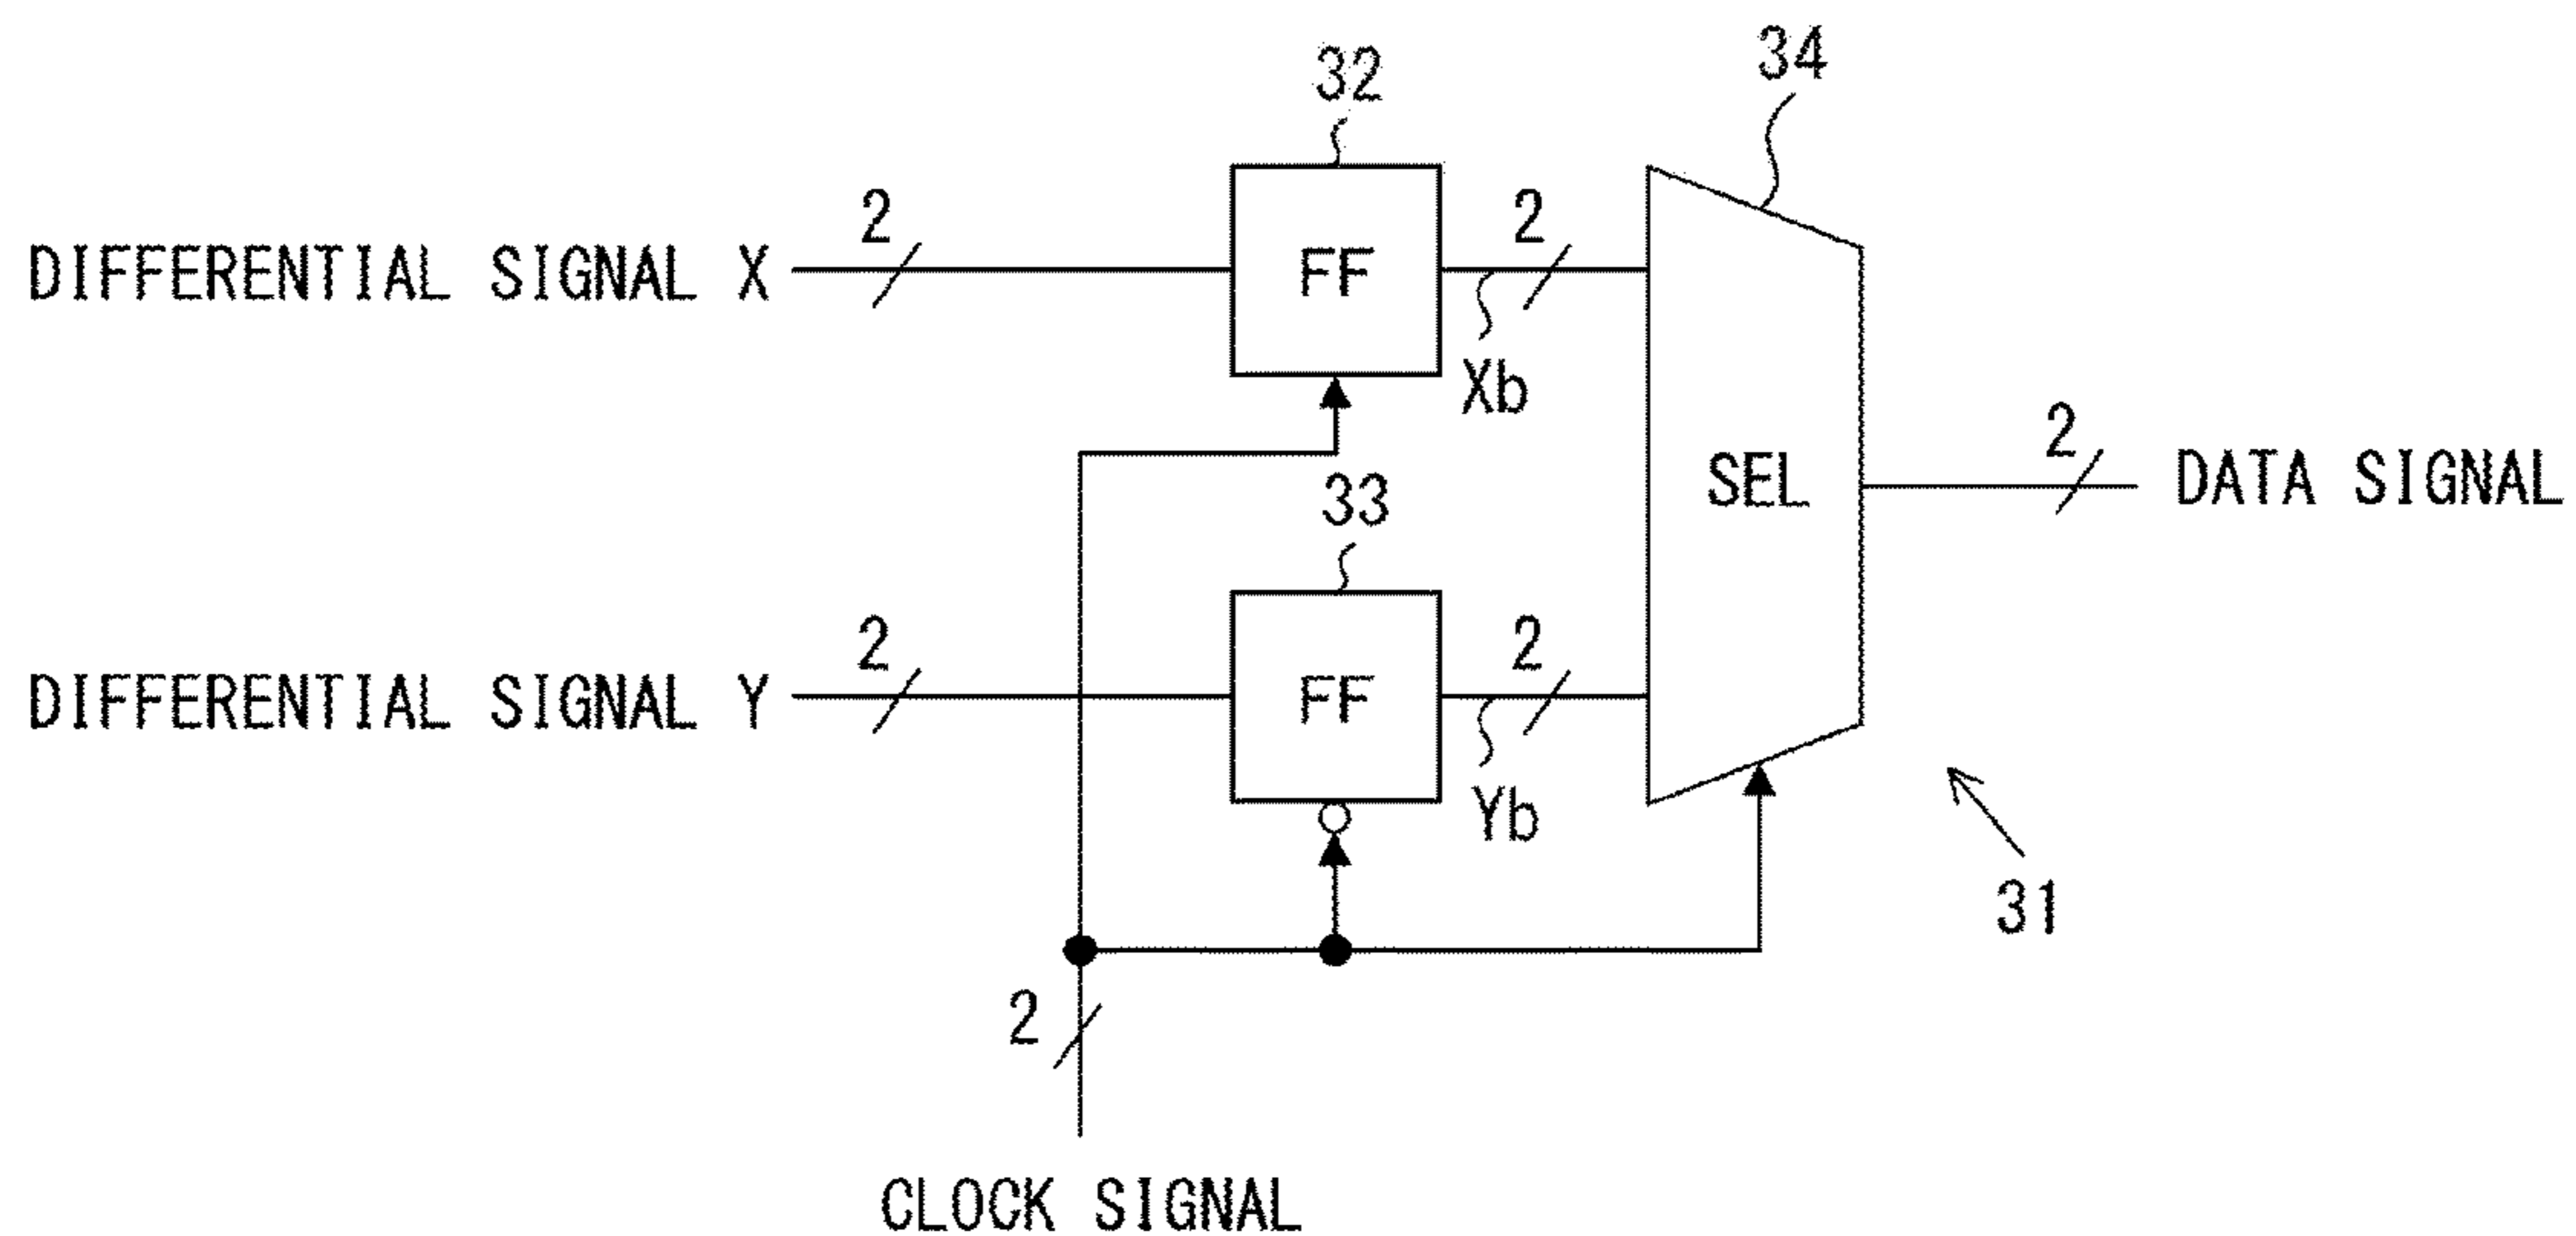 32
34
2
2
DIFFERENTIAL SIGNAL X
FF
Xb
2
SEL
DATA SIGNAL
33
2
2
DIFFERENTIAL SIGNAL Y
FF
Yb
31
2
CLOCK SIGNAL